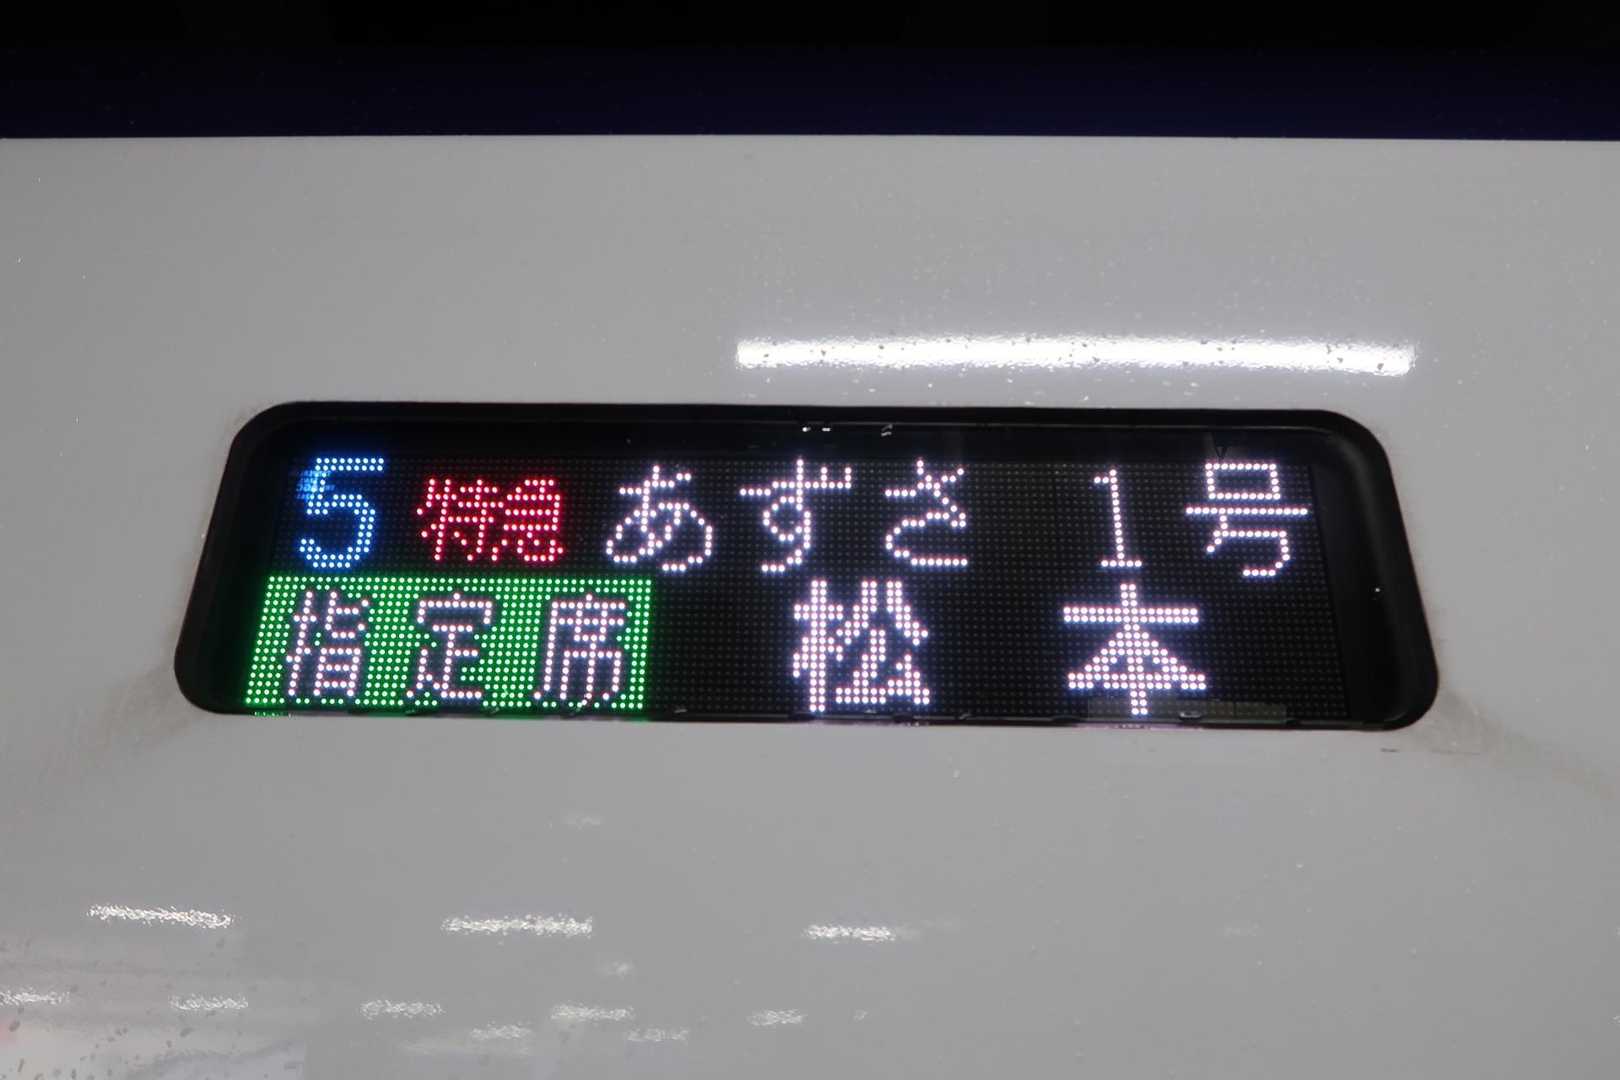 5 特急 あずさ 1号
指定席 松本